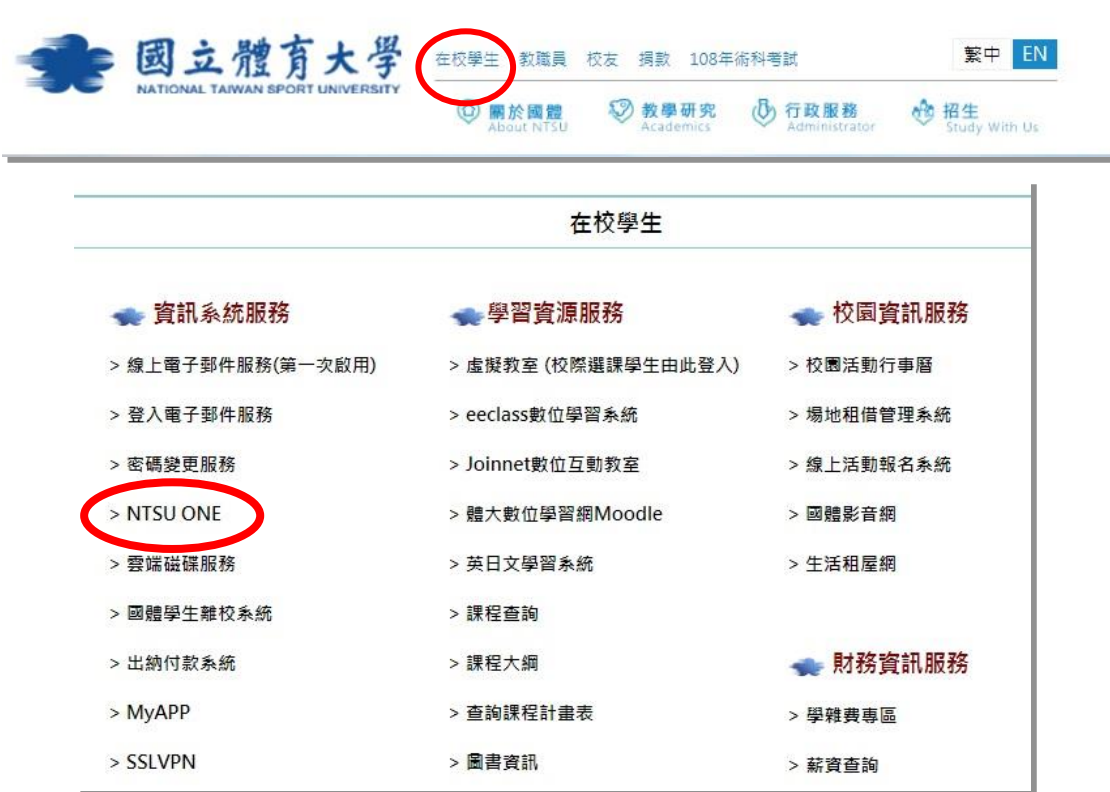 國立體育大學
NATIONAL TAIWAN SPORT UNIVERSITY
在校學生 教職員 校友 捐款 108年術科考試
繁中 EN
關於國體 教學研究 行政服務 招生
About NTSU Academics Administrator Study With Us
在校學生
資訊系統服務
> 線上電子郵件服務(第一次啟用)
> 登入電子郵件服務
> 密碼變更服務
> NTSU ONE
> 雲端磁碟服務
> 國體學生離校系統
> 出納付款系統
> MyAPP
> SSLVPN
學習資源服務
> 虛擬教室 (校際選課學生由此登入)
> eeclass數位學習系統
> Joinnet數位互動教室
> 體大數位學習網Moodle
> 英日文學習系統
> 課程查詢
> 課程大綱
> 查詢課程計畫表
> 圖書資訊
校園資訊服務
> 校園活動行事曆
> 場地租借管理系統
> 線上活動報名系統
> 國體影音網
> 生活租屋網
財務資訊服務
> 學雜費專區
> 薪資查詢